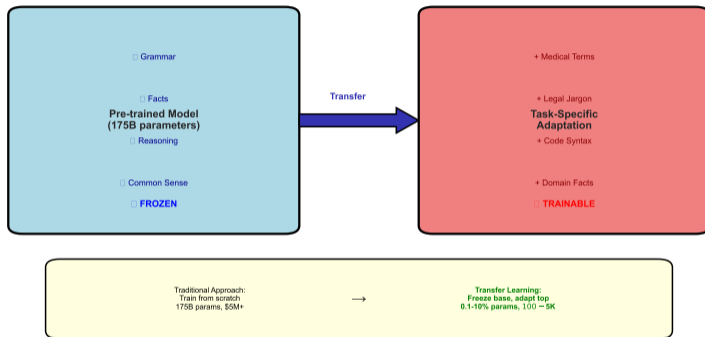 ▯ Grammar
▯ Facts
Pre-trained Model
(175B parameters)
▯ Reasoning
▯ Common Sense
▯ FROZEN
Transfer
+ Medical Terms
+ Legal Jargon
Task-Specific
Adaptation
+ Code Syntax
+ Domain Facts
▯ TRAINABLE
Traditional Approach:
Train from scratch
175B params, $5M+
→
Transfer Learning:
Freeze base, adapt top
0.1-10% params, 100 − 5K